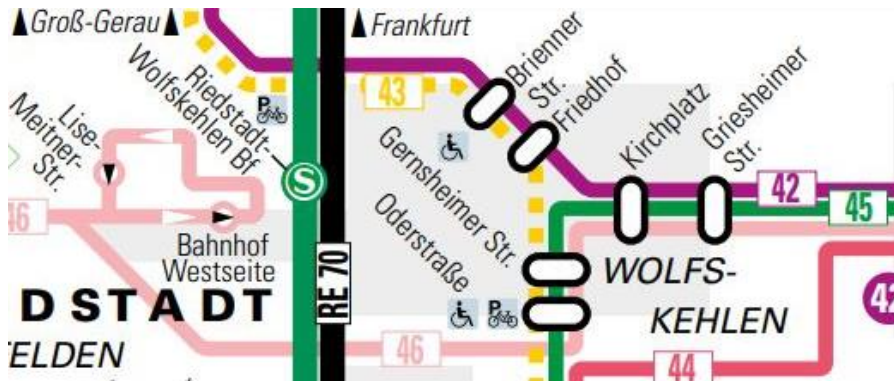 Groß-Gerau
Frankfurt
Riedstadt-
Wolfskehlen Bf
P
43
Brienner
Str.
Friedhof
Lise-
Meitner-
Str.
Kirchplatz
Griesheimer
Str.
S
42
45
46
Gernsheimer Str.
Oderstraße
Bahnhof
Westseite
RE 70
WOLFS-
KEHLEN
DSTADT
P
42
ELDEN
46
44